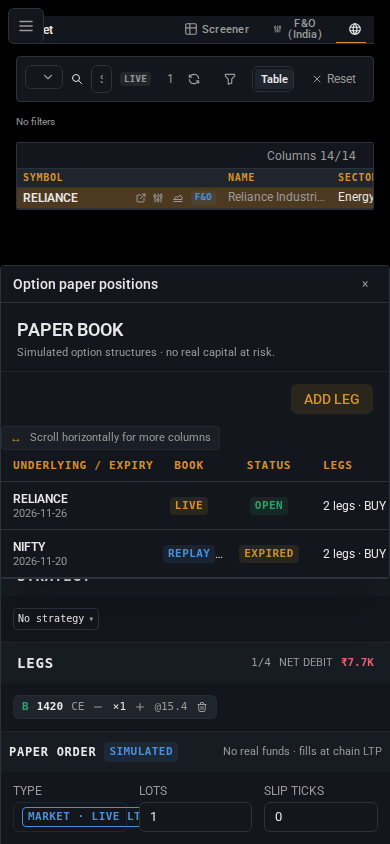 et
Screener
F&O
(India)
LIVE
1
Table
× Reset
No filters
Columns 14/14
SYMBOL NAME SECTO
RELIANCE F&O Reliance Industri… Energy
Option paper positions ×
PAPER BOOK
Simulated option structures · no real capital at risk.
ADD LEG
↔ Scroll horizontally for more columns
UNDERLYING / EXPIRY BOOK STATUS LEGS
RELIANCE LIVE OPEN 2 legs · BUY
2026-11-26
NIFTY REPLAY… EXPIRED 2 legs · BUY
2026-11-20
STRATEGY
No strategy ▾
LEGS 1/4 NET DEBIT ₹7.7K
B 1420 CE — ×1 + @15.4
PAPER ORDER SIMULATED No real funds · fills at chain LTP
TYPE LOTS SLIP TICKS
MARKET · LIVE LT 1 0